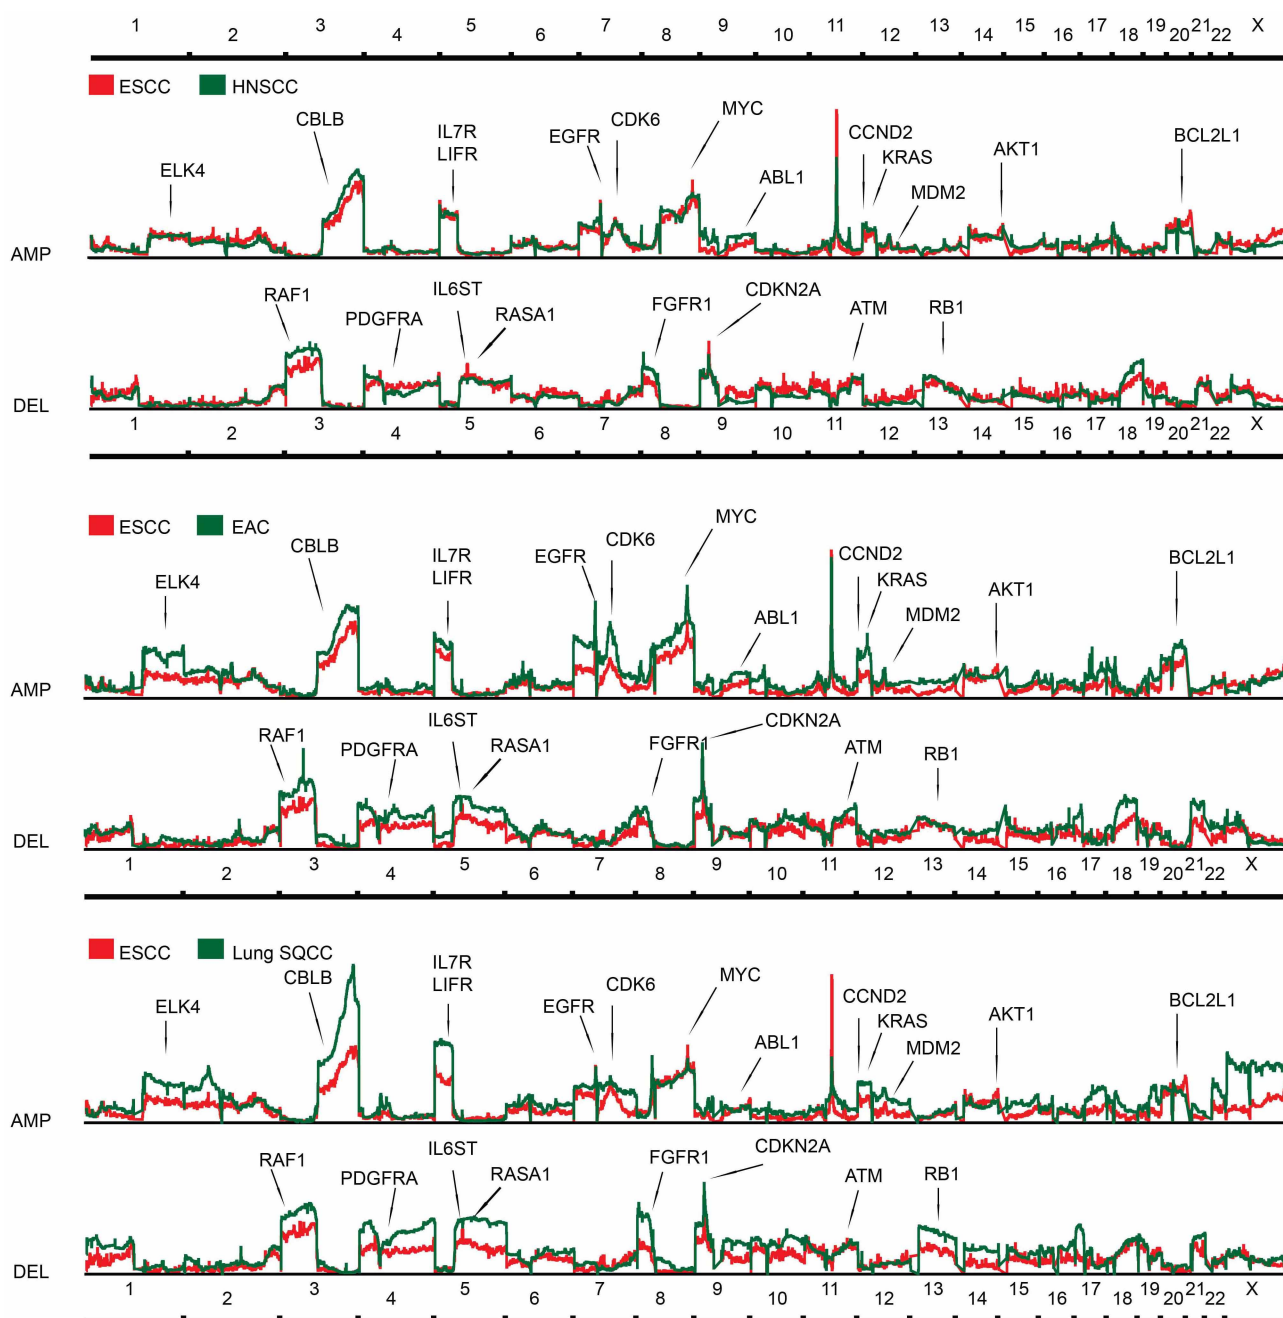 1 2 3 4 5 6 7 8 9 10 11 12 13 14 15 16 17 18 19 20 21 22 X
ESCC HNSCC
CBLB IL7R EGFR CDK6 MYC CCND2 BCL2L1
ELK4 LIFR ABL1 KRAS AKT1
MDM2
AMP
RAF1 IL6ST FGFR1 CDKN2A ATM RB1
PDGFRA RASA1
DEL
1 2 3 4 5 6 7 8 9 10 11 12 13 14 15 16 17 18 19 20 21 22 X
ESCC EAC
CBLB IL7R EGFR CDK6 MYC CCND2 BCL2L1
ELK4 LIFR ABL1 KRAS AKT1
MDM2
AMP
RAF1 IL6ST FGFR1 CDKN2A ATM RB1
PDGFRA RASA1
DEL
1 2 3 4 5 6 7 8 9 10 11 12 13 14 15 16 17 18 19 20 21 22 X
ESCC Lung SQCC
CBLB IL7R EGFR CDK6 MYC CCND2 BCL2L1
ELK4 LIFR ABL1 KRAS AKT1
MDM2
AMP
RAF1 IL6ST FGFR1 CDKN2A ATM RB1
PDGFRA RASA1
DEL
1 2 3 4 5 6 7 8 9 10 11 12 13 14 15 16 17 18 19 20 21 22 X